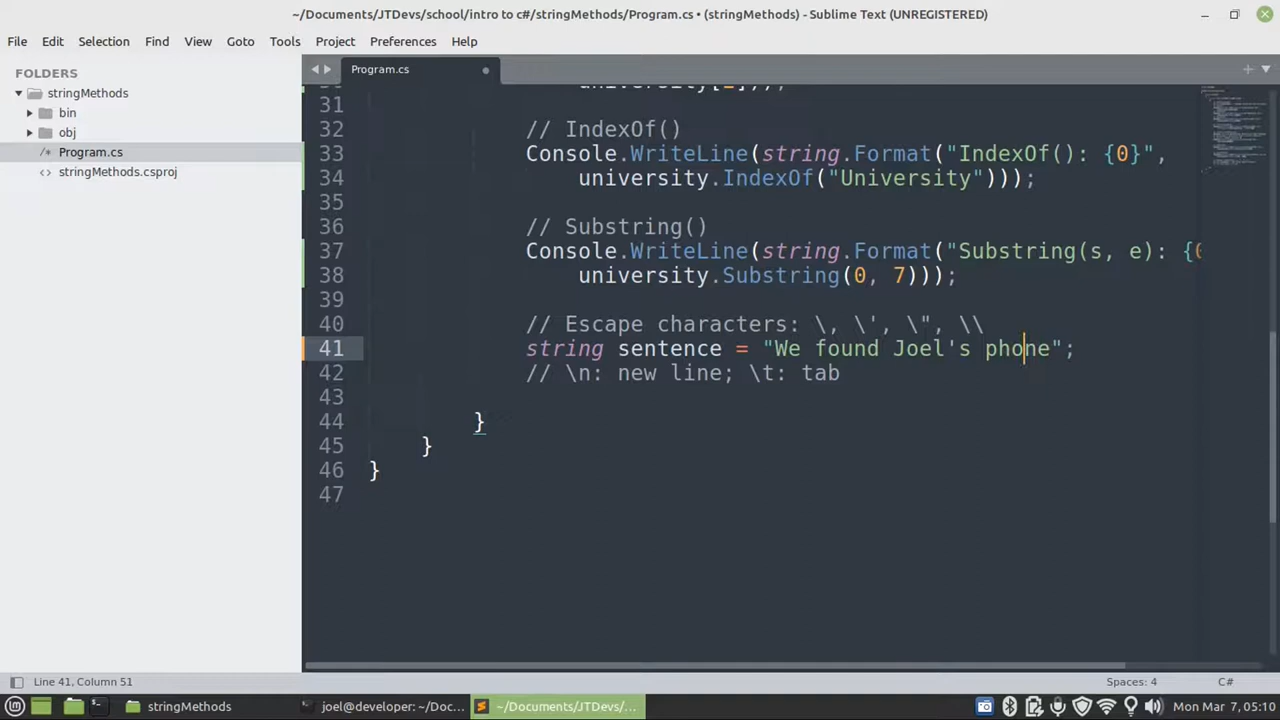 ~/Documents/JTDevs/school/intro to c#/stringMethods/Program.cs • (stringMethods) - Sublime Text (UNREGISTERED)
File Edit Selection Find View Goto Tools Project Preferences Help
FOLDERS
stringMethods
bin
obj
/* Program.cs
<> stringMethods.csproj
Program.cs
31
32 // IndexOf()
33 Console.WriteLine(string.Format("IndexOf(): {0}",
34 university.IndexOf("University")));
35
36 // Substring()
37 Console.WriteLine(string.Format("Substring(s, e): {0
38 university.Substring(0, 7)));
39
40 // Escape characters: \, \', \", \\
41 string sentence = "We found Joel's phone";
42 // \n: new line; \t: tab
43
44 }
45 }
46 }
47
Line 41, Column 51
Spaces: 4
C#
stringMethods
joel@developer: ~/Doc...
~/Documents/JTDevs/...
Mon Mar 7, 05:10